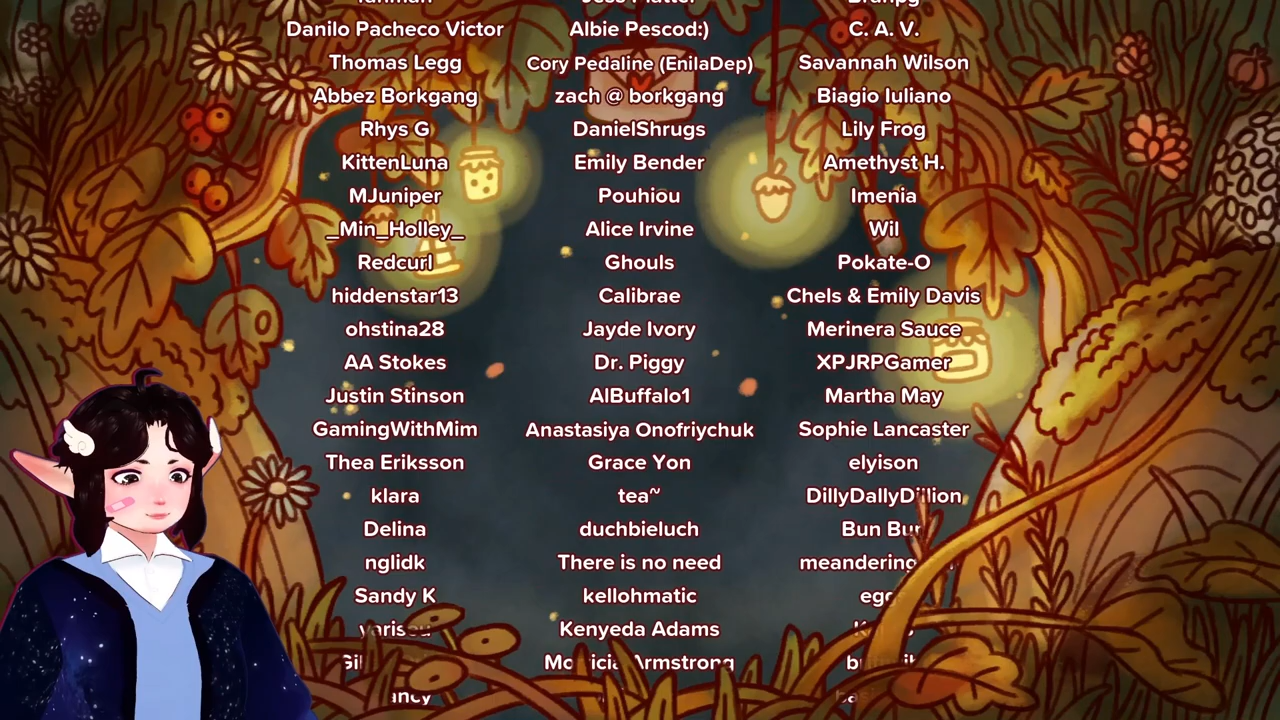 Danilo Pacheco Victor
Thomas Legg
Abbez Borkgang
Rhys G
KittenLuna
MJuniper
_Min_Holley_
Redcurl
hiddenstar13
ohstina28
AA Stokes
Justin Stinson
GamingWithMim
Thea Eriksson
klara
Delina
nglidk
Sandy K
Albie Pescod:)
Cory Pedaline (EnilaDep)
zach @ borkgang
DanielShrugs
Emily Bender
Pouhiou
Alice Irvine
Ghouls
Calibrae
Jayde Ivory
Dr. Piggy
AlBuffalo1
Anastasiya Onofriychuk
Grace Yon
tea~
duchbieluch
There is no need
kellohmatic
Kenyeda Adams
Armstrong
C. A. V.
Savannah Wilson
Biagio Iuliano
Lily Frog
Amethyst H.
Imenia
Wil
Pokate-O
Chels & Emily Davis
Merinera Sauce
XPJRPGamer
Martha May
Sophie Lancaster
elyison
DillyDallyDillion
Bun Bun